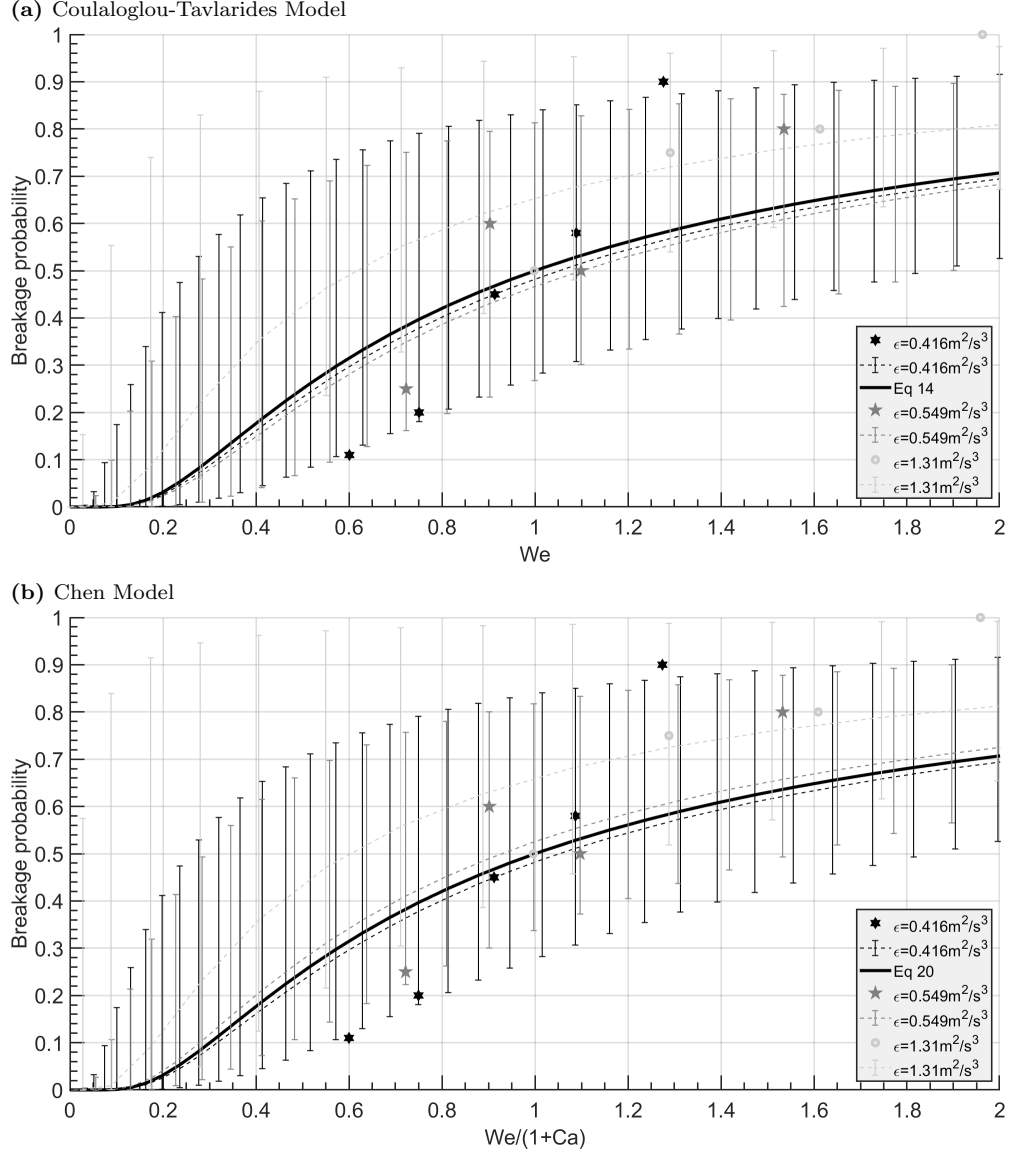 (a) Coulaloglou-Tavlarides Model
1
0.9
0.8
0.7
0.6
0.5
0.4
0.3
0.2
0.1
0
Breakage probability
0 0.2 0.4 0.6 0.8 1 1.2 1.4 1.6 1.8 2
We
ϵ=0.416m²/s³
ϵ=0.416m²/s³
Eq 14
ϵ=0.549m²/s³
ϵ=0.549m²/s³
ϵ=1.31m²/s³
ϵ=1.31m²/s³
(b) Chen Model
1
0.9
0.8
0.7
0.6
0.5
0.4
0.3
0.2
0.1
0
Breakage probability
0 0.2 0.4 0.6 0.8 1 1.2 1.4 1.6 1.8 2
We/(1+Ca)
ϵ=0.416m²/s³
ϵ=0.416m²/s³
Eq 20
ϵ=0.549m²/s³
ϵ=0.549m²/s³
ϵ=1.31m²/s³
ϵ=1.31m²/s³